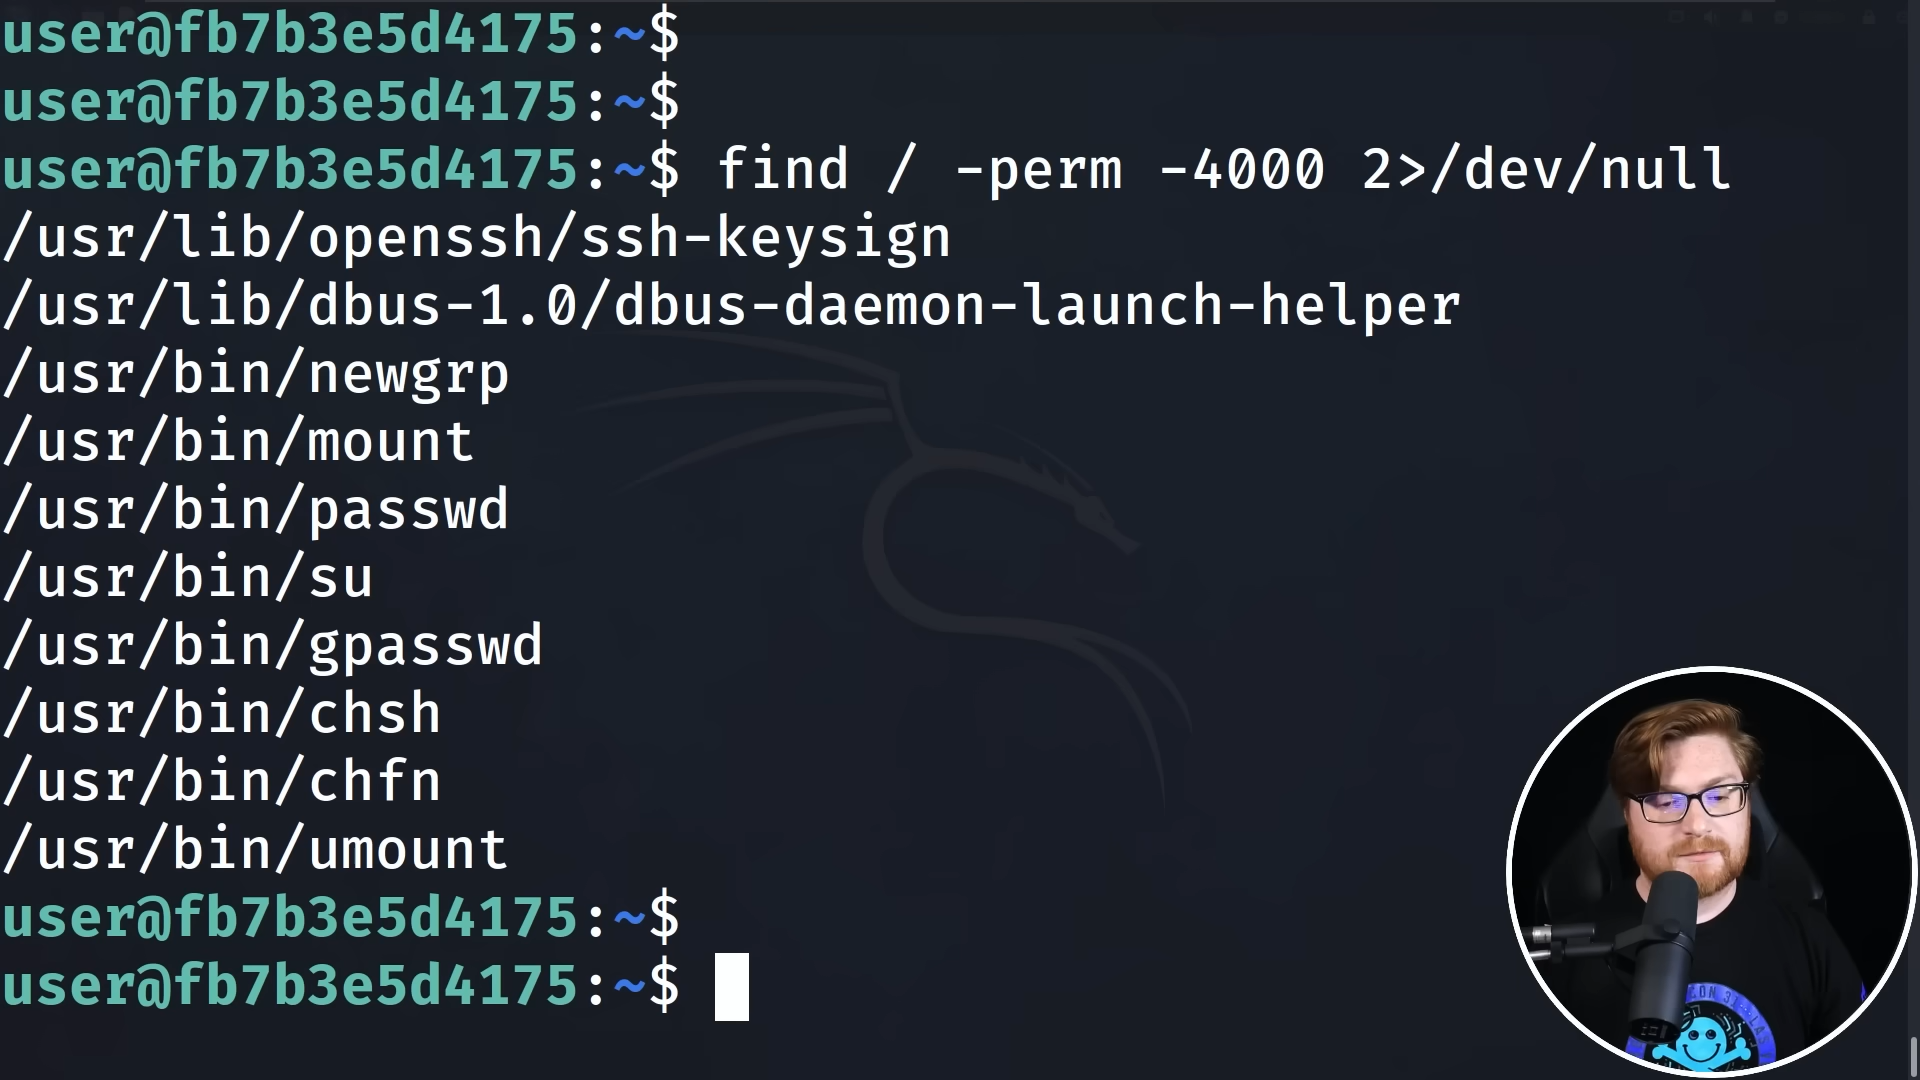 user@fb7b3e5d4175:~$
user@fb7b3e5d4175:~$
user@fb7b3e5d4175:~$ find / -perm -4000 2>/dev/null
/usr/lib/openssh/ssh-keysign
/usr/lib/dbus-1.0/dbus-daemon-launch-helper
/usr/bin/newgrp
/usr/bin/mount
/usr/bin/passwd
/usr/bin/su
/usr/bin/gpasswd
/usr/bin/chsh
/usr/bin/chfn
/usr/bin/umount
user@fb7b3e5d4175:~$
user@fb7b3e5d4175:~$